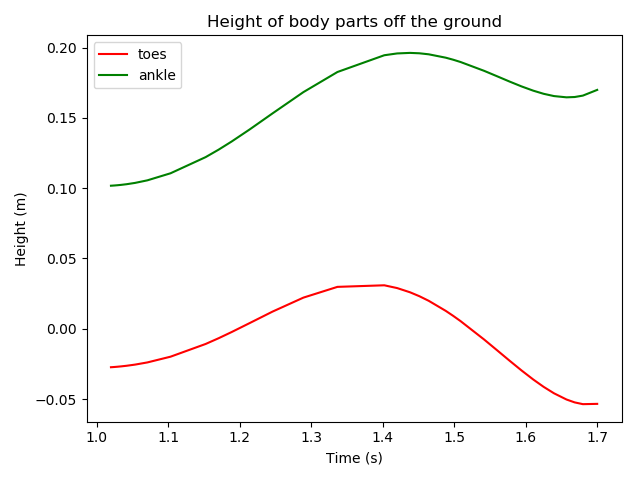 Height of body parts off the ground
toes
ankle
0.20
0.15
0.10
0.05
0.00
−0.05
Height (m)
1.0 1.1 1.2 1.3 1.4 1.5 1.6 1.7
Time (s)